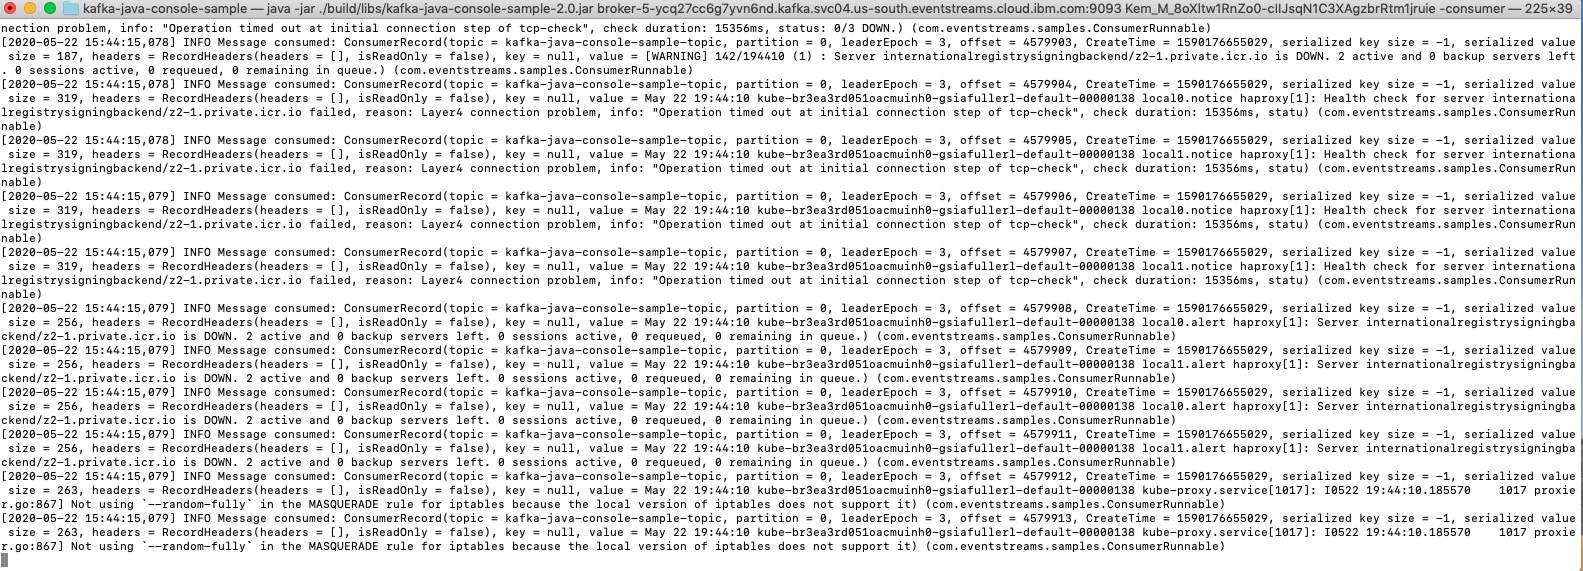 kafka-java-console-sample — java -jar ./build/libs/kafka-java-console-sample-2.0.jar broker-5-ycq27cc6g7yvn6nd.kafka.svc04.us-south.eventstreams.cloud.ibm.com:9093 Kem_M_8oXltw1RnZo0-clIJsqN1C3XAgzbrRtm1jruie -consumer — 225×39
nection problem, info: "Operation timed out at initial connection step of tcp-check", check duration: 15356ms, status: 0/3 DOWN.) (com.eventstreams.samples.ConsumerRunnable)
[2020-05-22 15:44:15,078] INFO Message consumed: ConsumerRecord(topic = kafka-java-console-sample-topic, partition = 0, leaderEpoch = 3, offset = 4579903, CreateTime = 1590176655029, serialized key size = -1, serialized value
size = 187, headers = RecordHeaders(headers = [], isReadOnly = false), key = null, value = [WARNING] 142/194410 (1) : Server internationalregistrysigningbackend/z2-1.private.icr.io is DOWN. 2 active and 0 backup servers left
. 0 sessions active, 0 requeued, 0 remaining in queue.) (com.eventstreams.samples.ConsumerRunnable)
[2020-05-22 15:44:15,078] INFO Message consumed: ConsumerRecord(topic = kafka-java-console-sample-topic, partition = 0, leaderEpoch = 3, offset = 4579904, CreateTime = 1590176655029, serialized key size = -1, serialized value
size = 319, headers = RecordHeaders(headers = [], isReadOnly = false), key = null, value = May 22 19:44:10 kube-br3ea3rd051oacmuinh0-gsiafullerl-default-00000138 local0.notice haproxy[1]: Health check for server internationa
lregistrysigningbackend/z2-1.private.icr.io failed, reason: Layer4 connection problem, info: "Operation timed out at initial connection step of tcp-check", check duration: 15356ms, statu) (com.eventstreams.samples.ConsumerRun
nable)
[2020-05-22 15:44:15,078] INFO Message consumed: ConsumerRecord(topic = kafka-java-console-sample-topic, partition = 0, leaderEpoch = 3, offset = 4579905, CreateTime = 1590176655029, serialized key size = -1, serialized value
size = 319, headers = RecordHeaders(headers = [], isReadOnly = false), key = null, value = May 22 19:44:10 kube-br3ea3rd051oacmuinh0-gsiafullerl-default-00000138 local1.notice haproxy[1]: Health check for server internationa
lregistrysigningbackend/z2-1.private.icr.io failed, reason: Layer4 connection problem, info: "Operation timed out at initial connection step of tcp-check", check duration: 15356ms, statu) (com.eventstreams.samples.ConsumerRun
nable)
[2020-05-22 15:44:15,079] INFO Message consumed: ConsumerRecord(topic = kafka-java-console-sample-topic, partition = 0, leaderEpoch = 3, offset = 4579906, CreateTime = 1590176655029, serialized key size = -1, serialized value
size = 319, headers = RecordHeaders(headers = [], isReadOnly = false), key = null, value = May 22 19:44:10 kube-br3ea3rd051oacmuinh0-gsiafullerl-default-00000138 local0.notice haproxy[1]: Health check for server internationa
lregistrysigningbackend/z2-1.private.icr.io failed, reason: Layer4 connection problem, info: "Operation timed out at initial connection step of tcp-check", check duration: 15356ms, statu) (com.eventstreams.samples.ConsumerRun
nable)
[2020-05-22 15:44:15,079] INFO Message consumed: ConsumerRecord(topic = kafka-java-console-sample-topic, partition = 0, leaderEpoch = 3, offset = 4579907, CreateTime = 1590176655029, serialized key size = -1, serialized value
size = 319, headers = RecordHeaders(headers = [], isReadOnly = false), key = null, value = May 22 19:44:10 kube-br3ea3rd051oacmuinh0-gsiafullerl-default-00000138 local1.notice haproxy[1]: Health check for server internationa
lregistrysigningbackend/z2-1.private.icr.io failed, reason: Layer4 connection problem, info: "Operation timed out at initial connection step of tcp-check", check duration: 15356ms, statu) (com.eventstreams.samples.ConsumerRun
nable)
[2020-05-22 15:44:15,079] INFO Message consumed: ConsumerRecord(topic = kafka-java-console-sample-topic, partition = 0, leaderEpoch = 3, offset = 4579908, CreateTime = 1590176655029, serialized key size = -1, serialized value
size = 256, headers = RecordHeaders(headers = [], isReadOnly = false), key = null, value = May 22 19:44:10 kube-br3ea3rd051oacmuinh0-gsiafullerl-default-00000138 local0.alert haproxy[1]: Server internationalregistrysigningba
ckend/z2-1.private.icr.io is DOWN. 2 active and 0 backup servers left. 0 sessions active, 0 requeued, 0 remaining in queue.) (com.eventstreams.samples.ConsumerRunnable)
[2020-05-22 15:44:15,079] INFO Message consumed: ConsumerRecord(topic = kafka-java-console-sample-topic, partition = 0, leaderEpoch = 3, offset = 4579909, CreateTime = 1590176655029, serialized key size = -1, serialized value
size = 256, headers = RecordHeaders(headers = [], isReadOnly = false), key = null, value = May 22 19:44:10 kube-br3ea3rd051oacmuinh0-gsiafullerl-default-00000138 local1.alert haproxy[1]: Server internationalregistrysigningba
ckend/z2-1.private.icr.io is DOWN. 2 active and 0 backup servers left. 0 sessions active, 0 requeued, 0 remaining in queue.) (com.eventstreams.samples.ConsumerRunnable)
[2020-05-22 15:44:15,079] INFO Message consumed: ConsumerRecord(topic = kafka-java-console-sample-topic, partition = 0, leaderEpoch = 3, offset = 4579910, CreateTime = 1590176655029, serialized key size = -1, serialized value
size = 256, headers = RecordHeaders(headers = [], isReadOnly = false), key = null, value = May 22 19:44:10 kube-br3ea3rd051oacmuinh0-gsiafullerl-default-00000138 local0.alert haproxy[1]: Server internationalregistrysigningba
ckend/z2-1.private.icr.io is DOWN. 2 active and 0 backup servers left. 0 sessions active, 0 requeued, 0 remaining in queue.) (com.eventstreams.samples.ConsumerRunnable)
[2020-05-22 15:44:15,079] INFO Message consumed: ConsumerRecord(topic = kafka-java-console-sample-topic, partition = 0, leaderEpoch = 3, offset = 4579911, CreateTime = 1590176655029, serialized key size = -1, serialized value
size = 256, headers = RecordHeaders(headers = [], isReadOnly = false), key = null, value = May 22 19:44:10 kube-br3ea3rd051oacmuinh0-gsiafullerl-default-00000138 local1.alert haproxy[1]: Server internationalregistrysigningba
ckend/z2-1.private.icr.io is DOWN. 2 active and 0 backup servers left. 0 sessions active, 0 requeued, 0 remaining in queue.) (com.eventstreams.samples.ConsumerRunnable)
[2020-05-22 15:44:15,079] INFO Message consumed: ConsumerRecord(topic = kafka-java-console-sample-topic, partition = 0, leaderEpoch = 3, offset = 4579912, CreateTime = 1590176655029, serialized key size = -1, serialized value
size = 263, headers = RecordHeaders(headers = [], isReadOnly = false), key = null, value = May 22 19:44:10 kube-br3ea3rd051oacmuinh0-gsiafullerl-default-00000138 kube-proxy.service[1017]: I0522 19:44:10.185570    1017 proxie
r.go:867] Not using `--random-fully` in the MASQUERADE rule for iptables because the local version of iptables does not support it) (com.eventstreams.samples.ConsumerRunnable)
[2020-05-22 15:44:15,079] INFO Message consumed: ConsumerRecord(topic = kafka-java-console-sample-topic, partition = 0, leaderEpoch = 3, offset = 4579913, CreateTime = 1590176655029, serialized key size = -1, serialized value
size = 263, headers = RecordHeaders(headers = [], isReadOnly = false), key = null, value = May 22 19:44:10 kube-br3ea3rd051oacmuinh0-gsiafullerl-default-00000138 kube-proxy.service[1017]: I0522 19:44:10.185570    1017 proxie
r.go:867] Not using `--random-fully` in the MASQUERADE rule for iptables because the local version of iptables does not support it) (com.eventstreams.samples.ConsumerRunnable)